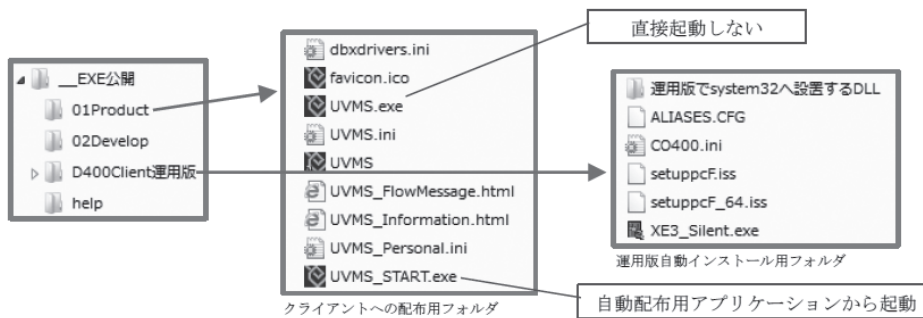 直接起動しない
__EXE公開
01Product
02Develop
D400Client運用版
help
dbxdrivers.ini
favicon.ico
UVMS.exe
UVMS.ini
UVMS
UVMS_FlowMessage.html
UVMS_Information.html
UVMS_Personal.ini
UVMS_START.exe
クライアントへの配布用フォルダ
運用版でsystem32へ設置するDLL
ALIASES.CFG
CO400.ini
setuppcF.iss
setuppcF_64.iss
XE3_Silent.exe
運用版自動インストール用フォルダ
自動配布用アプリケーションから起動